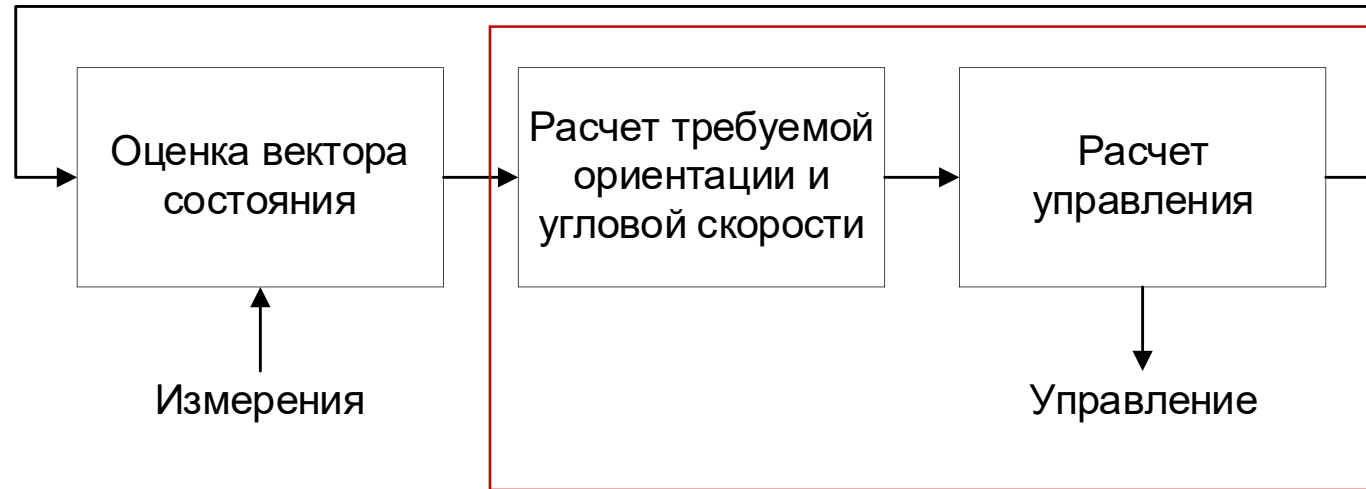 Оценка вектора
состояния
Расчет требуемой
ориентации и
угловой скорости
Расчет
управления
Измерения
Управление